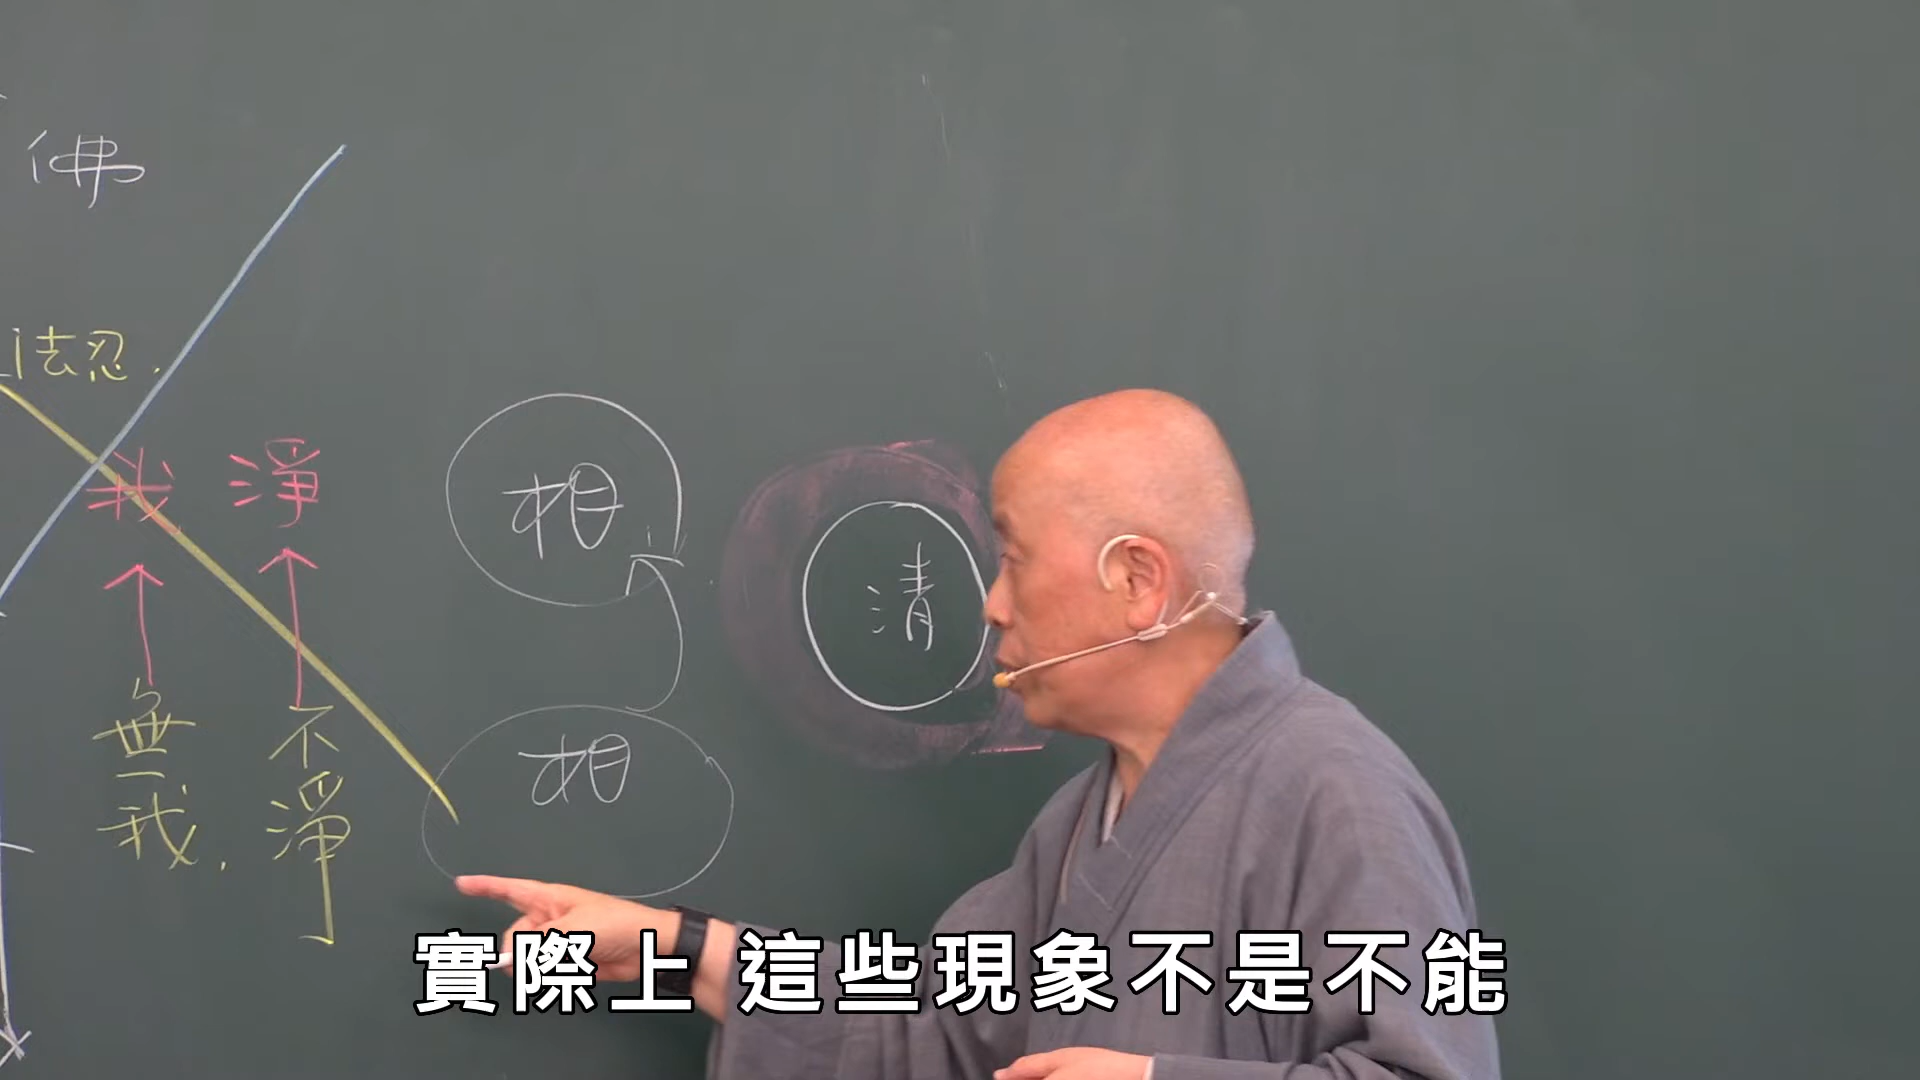 佛
法忍.
我 淨
無我, 不淨
相
相
清
實際上 這些現象不是不能